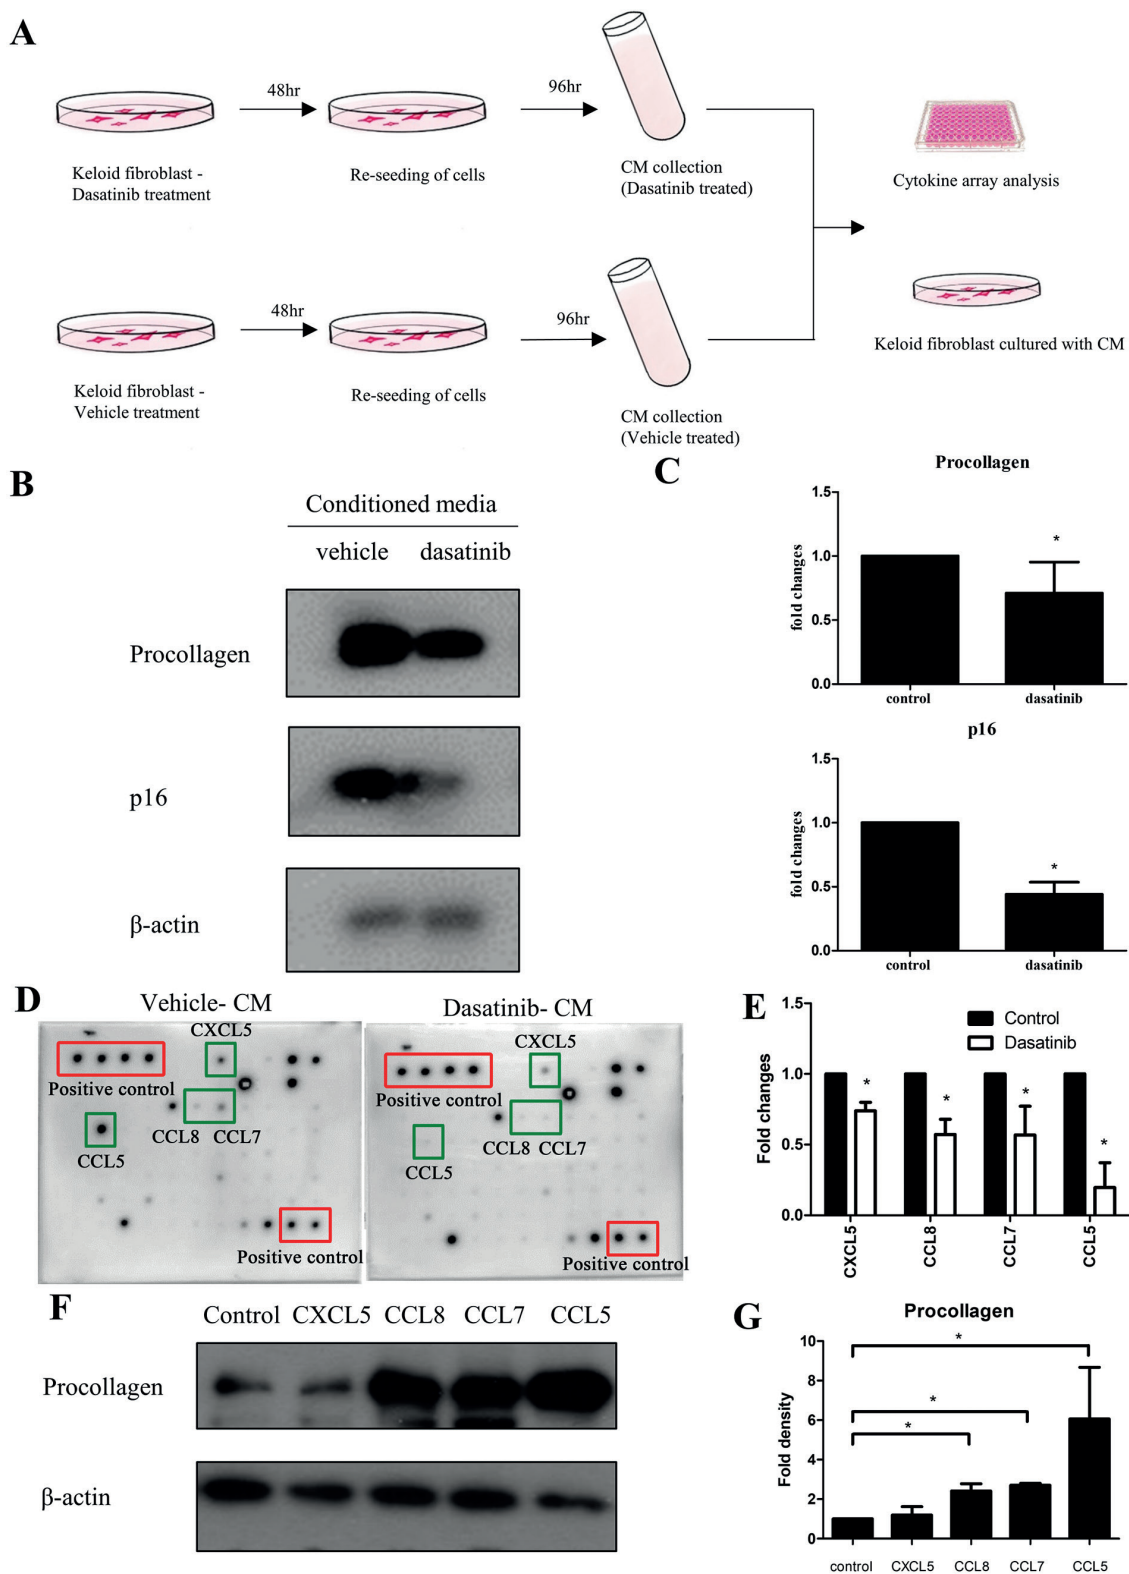 A
48hr
96hr
Keloid fibroblast -
Dasatinib treatment
Re-seeding of cells
CM collection
(Dasatinib treated)
Cytokine array analysis
48hr
96hr
Keloid fibroblast -
Vehicle treatment
Re-seeding of cells
CM collection
(Vehicle treated)
Keloid fibroblast cultured with CM
B
Conditioned media
vehicle dasatinib
Procollagen
p16
β-actin
C
Procollagen
fold changes
1.5
1.0
0.5
0.0
control dasatinib
*
p16
fold changes
1.5
1.0
0.5
0.0
control dasatinib
*
D
Vehicle- CM
CXCL5
Positive control
CCL8 CCL7
CCL5
Positive control
Dasatinib- CM
CXCL5
Positive control
CCL8 CCL7
CCL5
Positive control
E
Fold changes
1.5
1.0
0.5
0.0
Control
Dasatinib
* * * *
CXCL5 CCL8 CCL7 CCL5
F
Control CXCL5 CCL8 CCL7 CCL5
Procollagen
β-actin
G
Procollagen
Fold density
10
8
6
4
2
0
*
*
*
control CXCL5 CCL8 CCL7 CCL5